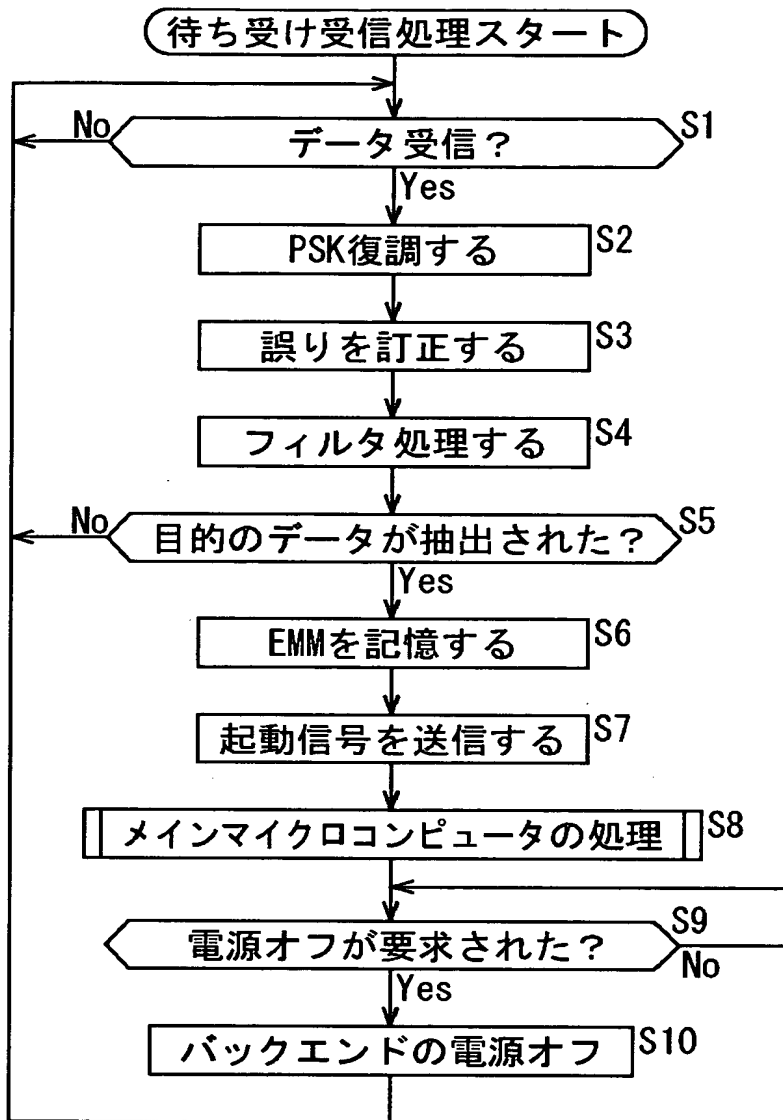 待ち受け受信処理スタート
No
データ受信？
S1
Yes
PSK復調する
S2
誤りを訂正する
S3
フィルタ処理する
S4
No
目的のデータが抽出された？
S5
Yes
EMMを記憶する
S6
起動信号を送信する
S7
メインマイクロコンピュータの処理
S8
電源オフが要求された？
S9
No
Yes
バックエンドの電源オフ
S10